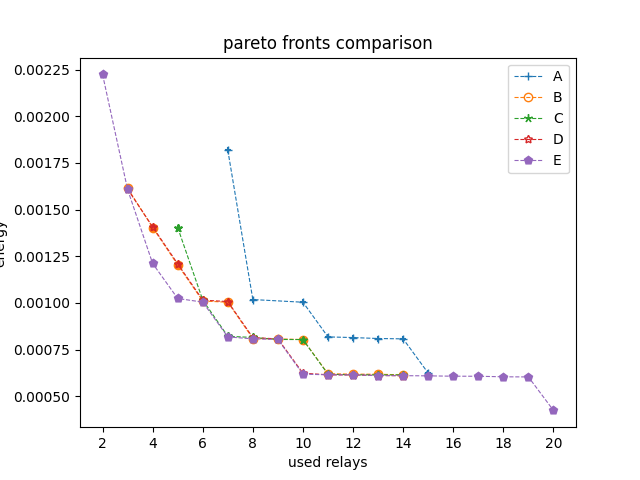 pareto fronts comparison
0.00225
0.00200
0.00175
0.00150
0.00125
0.00100
0.00075
0.00050
energy
A
B
C
D
E
2 4 6 8 10 12 14 16 18 20
used relays